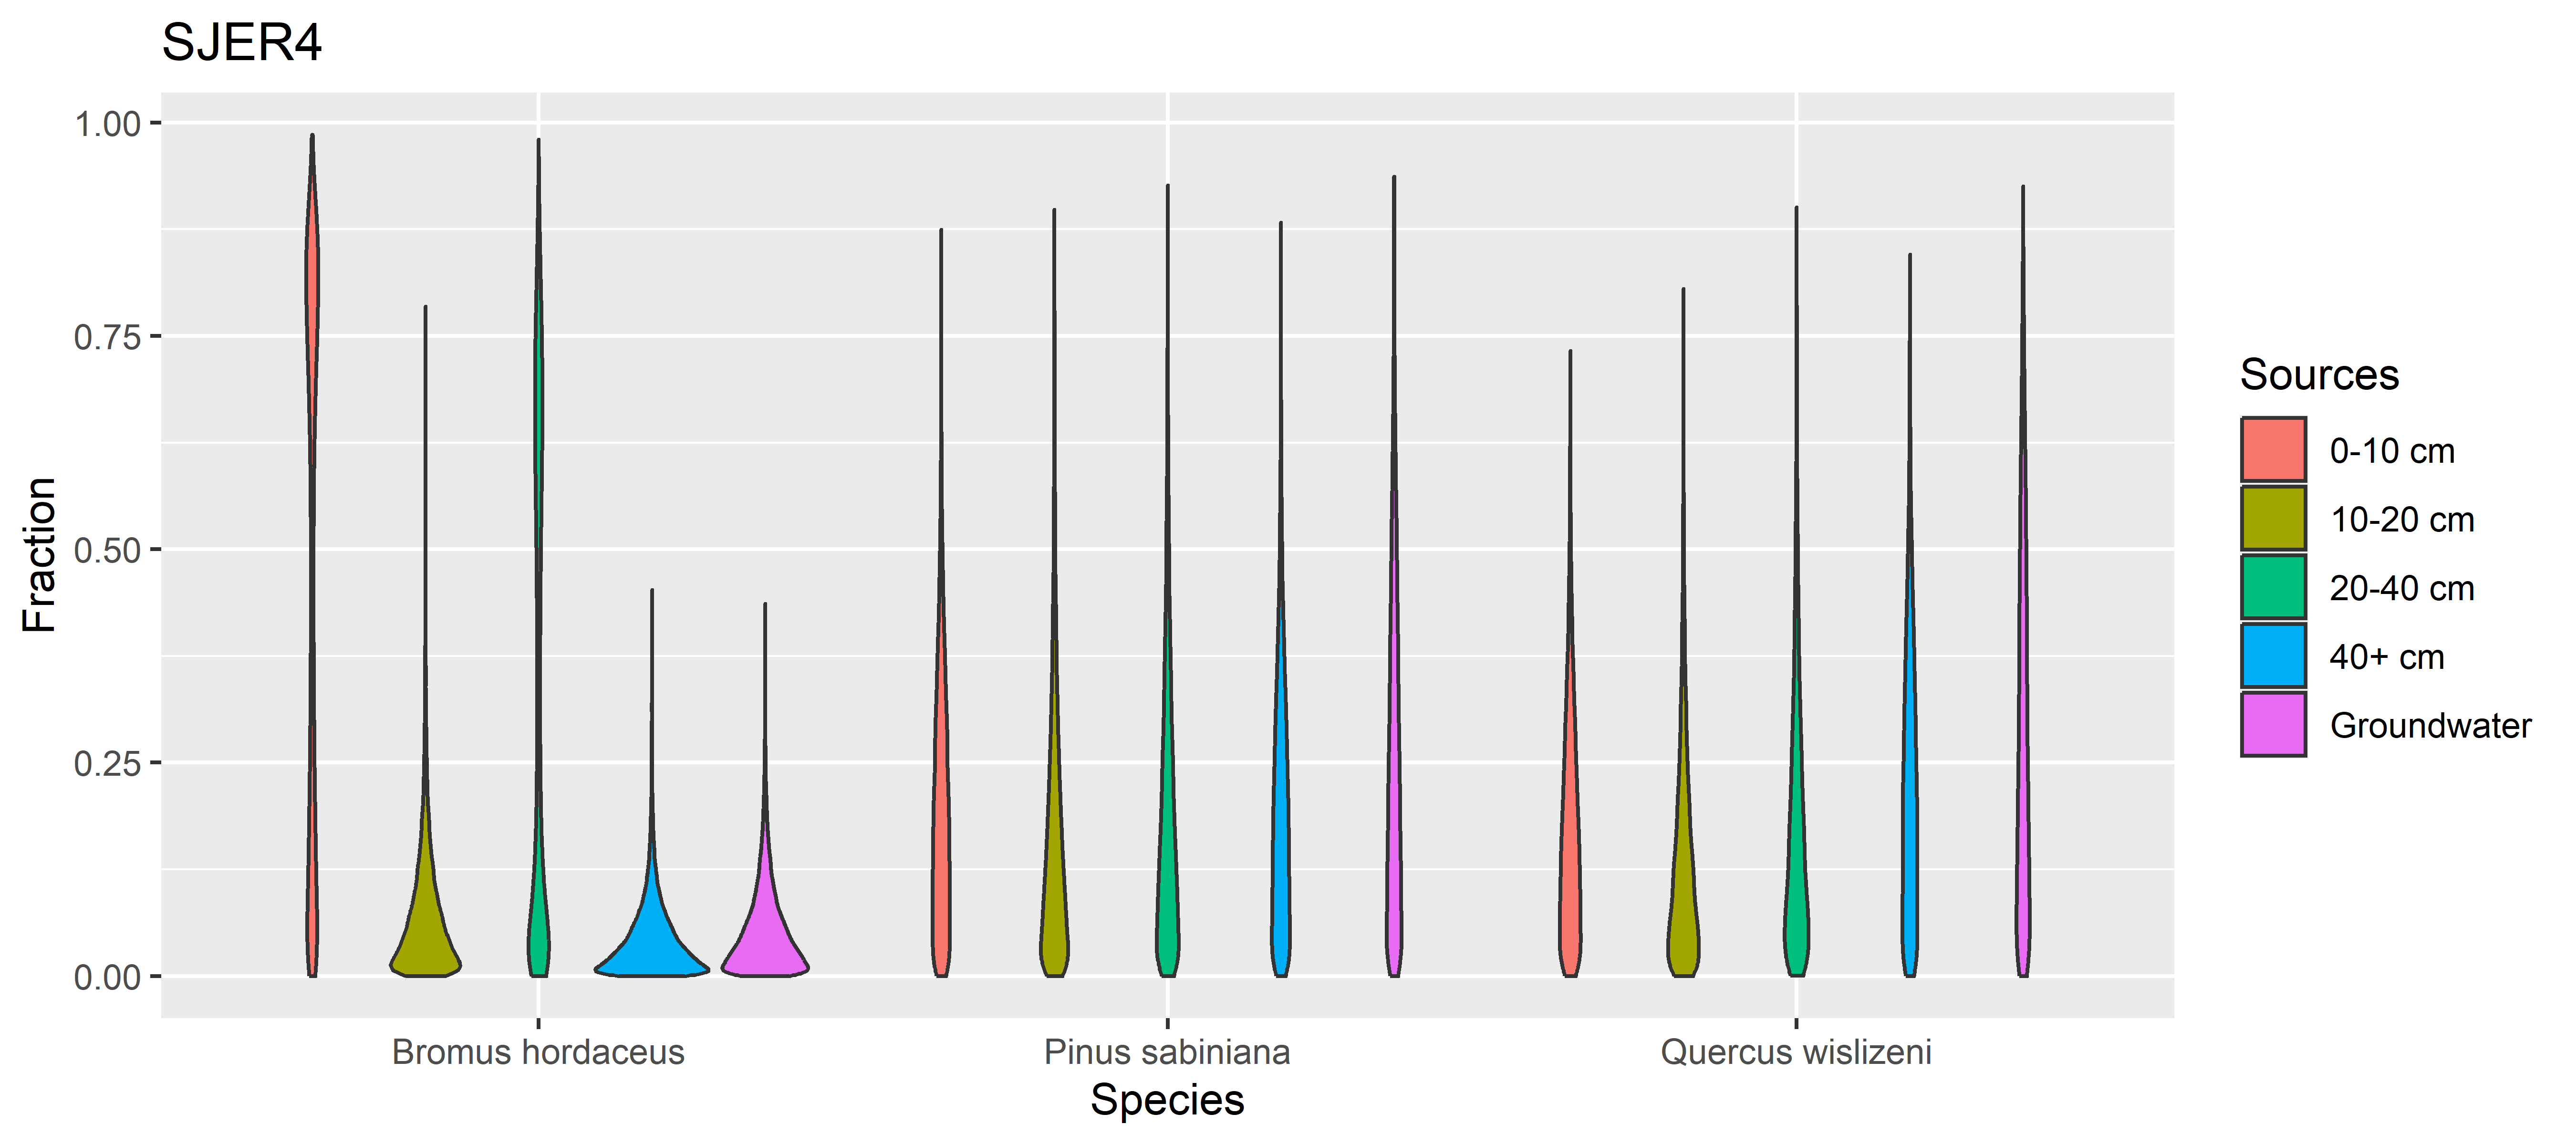 SJER4
1.00
0.75
0.50
0.25
0.00
Fraction
Bromus hordaceus
Pinus sabiniana
Quercus wislizeni
Species
Sources
0-10 cm
10-20 cm
20-40 cm
40+ cm
Groundwater